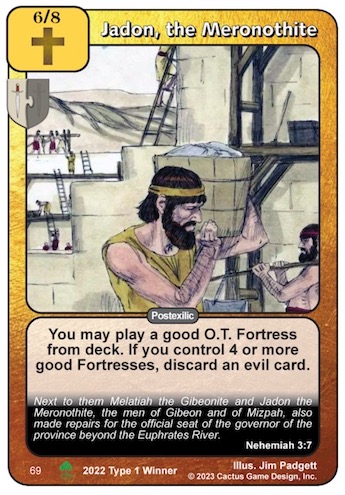 6/8
Jadon, the Meronothite
Postexilic
You may play a good O.T. Fortress
from deck. If you control 4 or more
good Fortresses, discard an evil card.
Next to them Melatiah the Gibeonite and Jadon the
Meronothite, the men of Gibeon and of Mizpah, also
made repairs for the official seat of the governor of the
province beyond the Euphrates River.
Nehemiah 3:7
69
2022 Type 1 Winner
Illus. Jim Padgett
© 2023 Cactus Game Design, Inc.